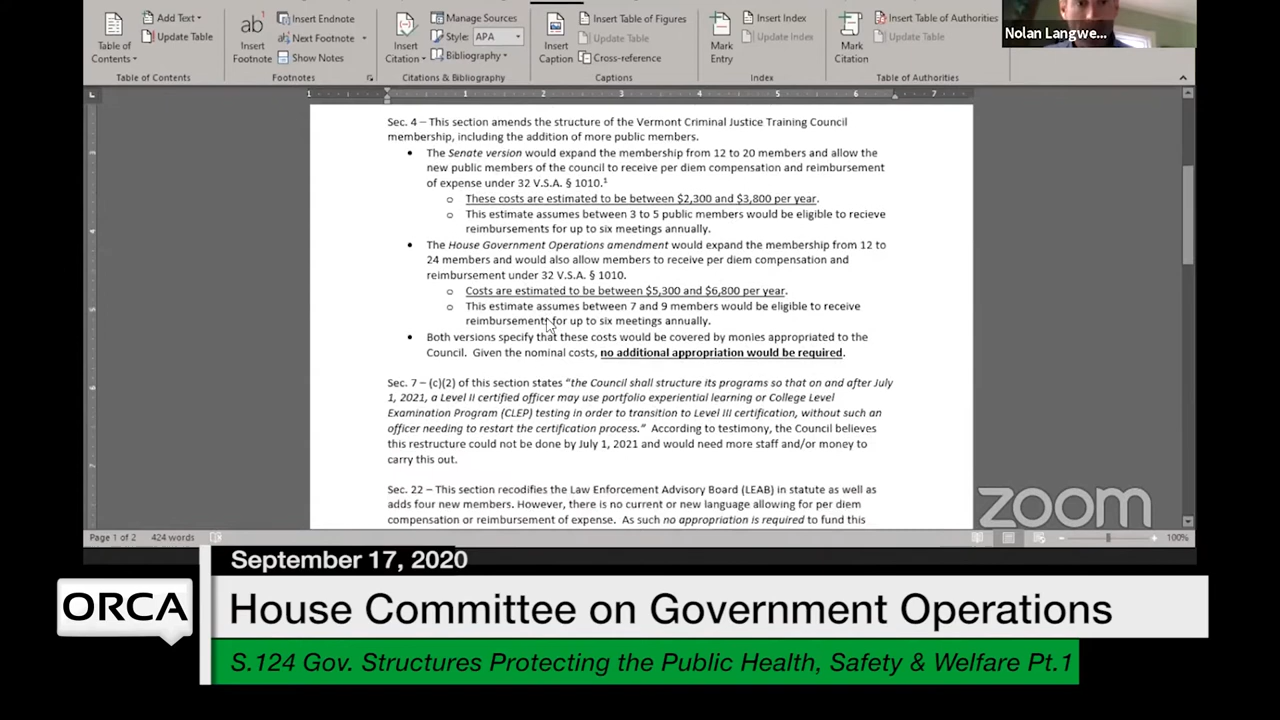 Add Text
Update Table
Table of
Contents
Table of Contents
ab¹
Insert
Footnote
Insert Endnote
Next Footnote
Show Notes
Footnotes
Insert
Citation
Manage Sources
Style: APA
Bibliography
Citations & Bibliography
Insert
Caption
Insert Table of Figures
Update Table
Cross-reference
Captions
Mark
Entry
Insert Index
Update Index
Index
Mark
Citation
Insert Table of Authorities
Update Table
Table of Authorities
Nolan Langwe...
1 1 2 3 4 5 6 7
Sec. 4 – This section amends the structure of the Vermont Criminal Justice Training Council
membership, including the addition of more public members.
• The Senate version would expand the membership from 12 to 20 members and allow the
new public members of the council to receive per diem compensation and reimbursement
of expense under 32 V.S.A. § 1010.¹
o These costs are estimated to be between $2,300 and $3,800 per year.
o This estimate assumes between 3 to 5 public members would be eligible to recieve
reimbursements for up to six meetings annually.
• The House Government Operations amendment would expand the membership from 12 to
24 members and would also allow members to receive per diem compensation and
reimbursement under 32 V.S.A. § 1010.
o Costs are estimated to be between $5,300 and $6,800 per year.
o This estimate assumes between 7 and 9 members would be eligible to receive
reimbursements for up to six meetings annually.
• Both versions specify that these costs would be covered by monies appropriated to the
Council. Given the nominal costs, no additional appropriation would be required.
Sec. 7 – (c)(2) of this section states “the Council shall structure its programs so that on and after July
1, 2021, a Level II certified officer may use portfolio experiential learning or College Level
Examination Program (CLEP) testing in order to transition to Level III certification, without such an
officer needing to restart the certification process.” According to testimony, the Council believes
this restructure could not be done by July 1, 2021 and would need more staff and/or money to
carry this out.
Sec. 22 – This section recodifies the Law Enforcement Advisory Board (LEAB) in statute as well as
adds four new members. However, there is no current or new language allowing for per diem
compensation or reimbursement of expense. As such no appropriation is required to fund this
zoom
Page 1 of 2 424 words
100%
September 17, 2020
ORCA
House Committee on Government Operations
S.124 Gov. Structures Protecting the Public Health, Safety & Welfare Pt.1